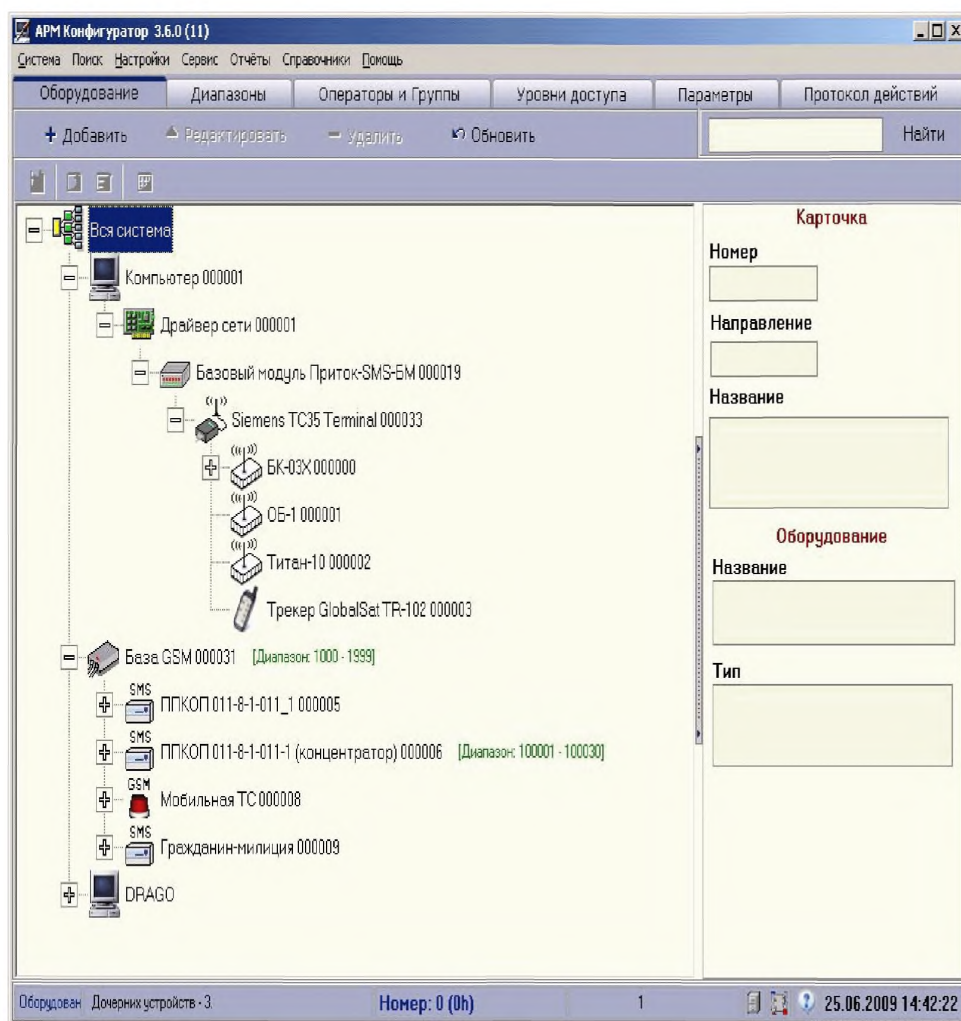 АРМ Конфигуратор 3.6.0 (11)
Система Поиск Настройки Сервис Отчёты Справочники Помощь
Оборудование Диапазоны Операторы и Группы Уровни доступа Параметры Протокол действий
Добавить Редактировать Удалить Обновить Найти
Вся система
Компьютер 000001
Драйвер сети 000001
Базовый модуль Приток-SMS-БМ 000019
Siemens TC35 Terminal 000033
БК-03X 000000
ОБ-1 000001
Титан-10 000002
Трекер GlobalSat TR-102 000003
База GSM 000031 [Диапазон: 1000 - 1999]
SMS
ППКОП 011-8-1-011_1 000005
SMS
ППКОП 011-8-1-011-1 (концентратор) 000006 [Диапазон: 100001 - 100030]
GSM
Мобильная ТС 000008
SMS
Гражданин-милиция 000009
DRAGO
Карточка
Номер
Направление
Название
Оборудование
Название
Тип
Оборудован Дочерних устройств - 3. Номер: 0 (0h) 1 25.06.2009 14:42:22